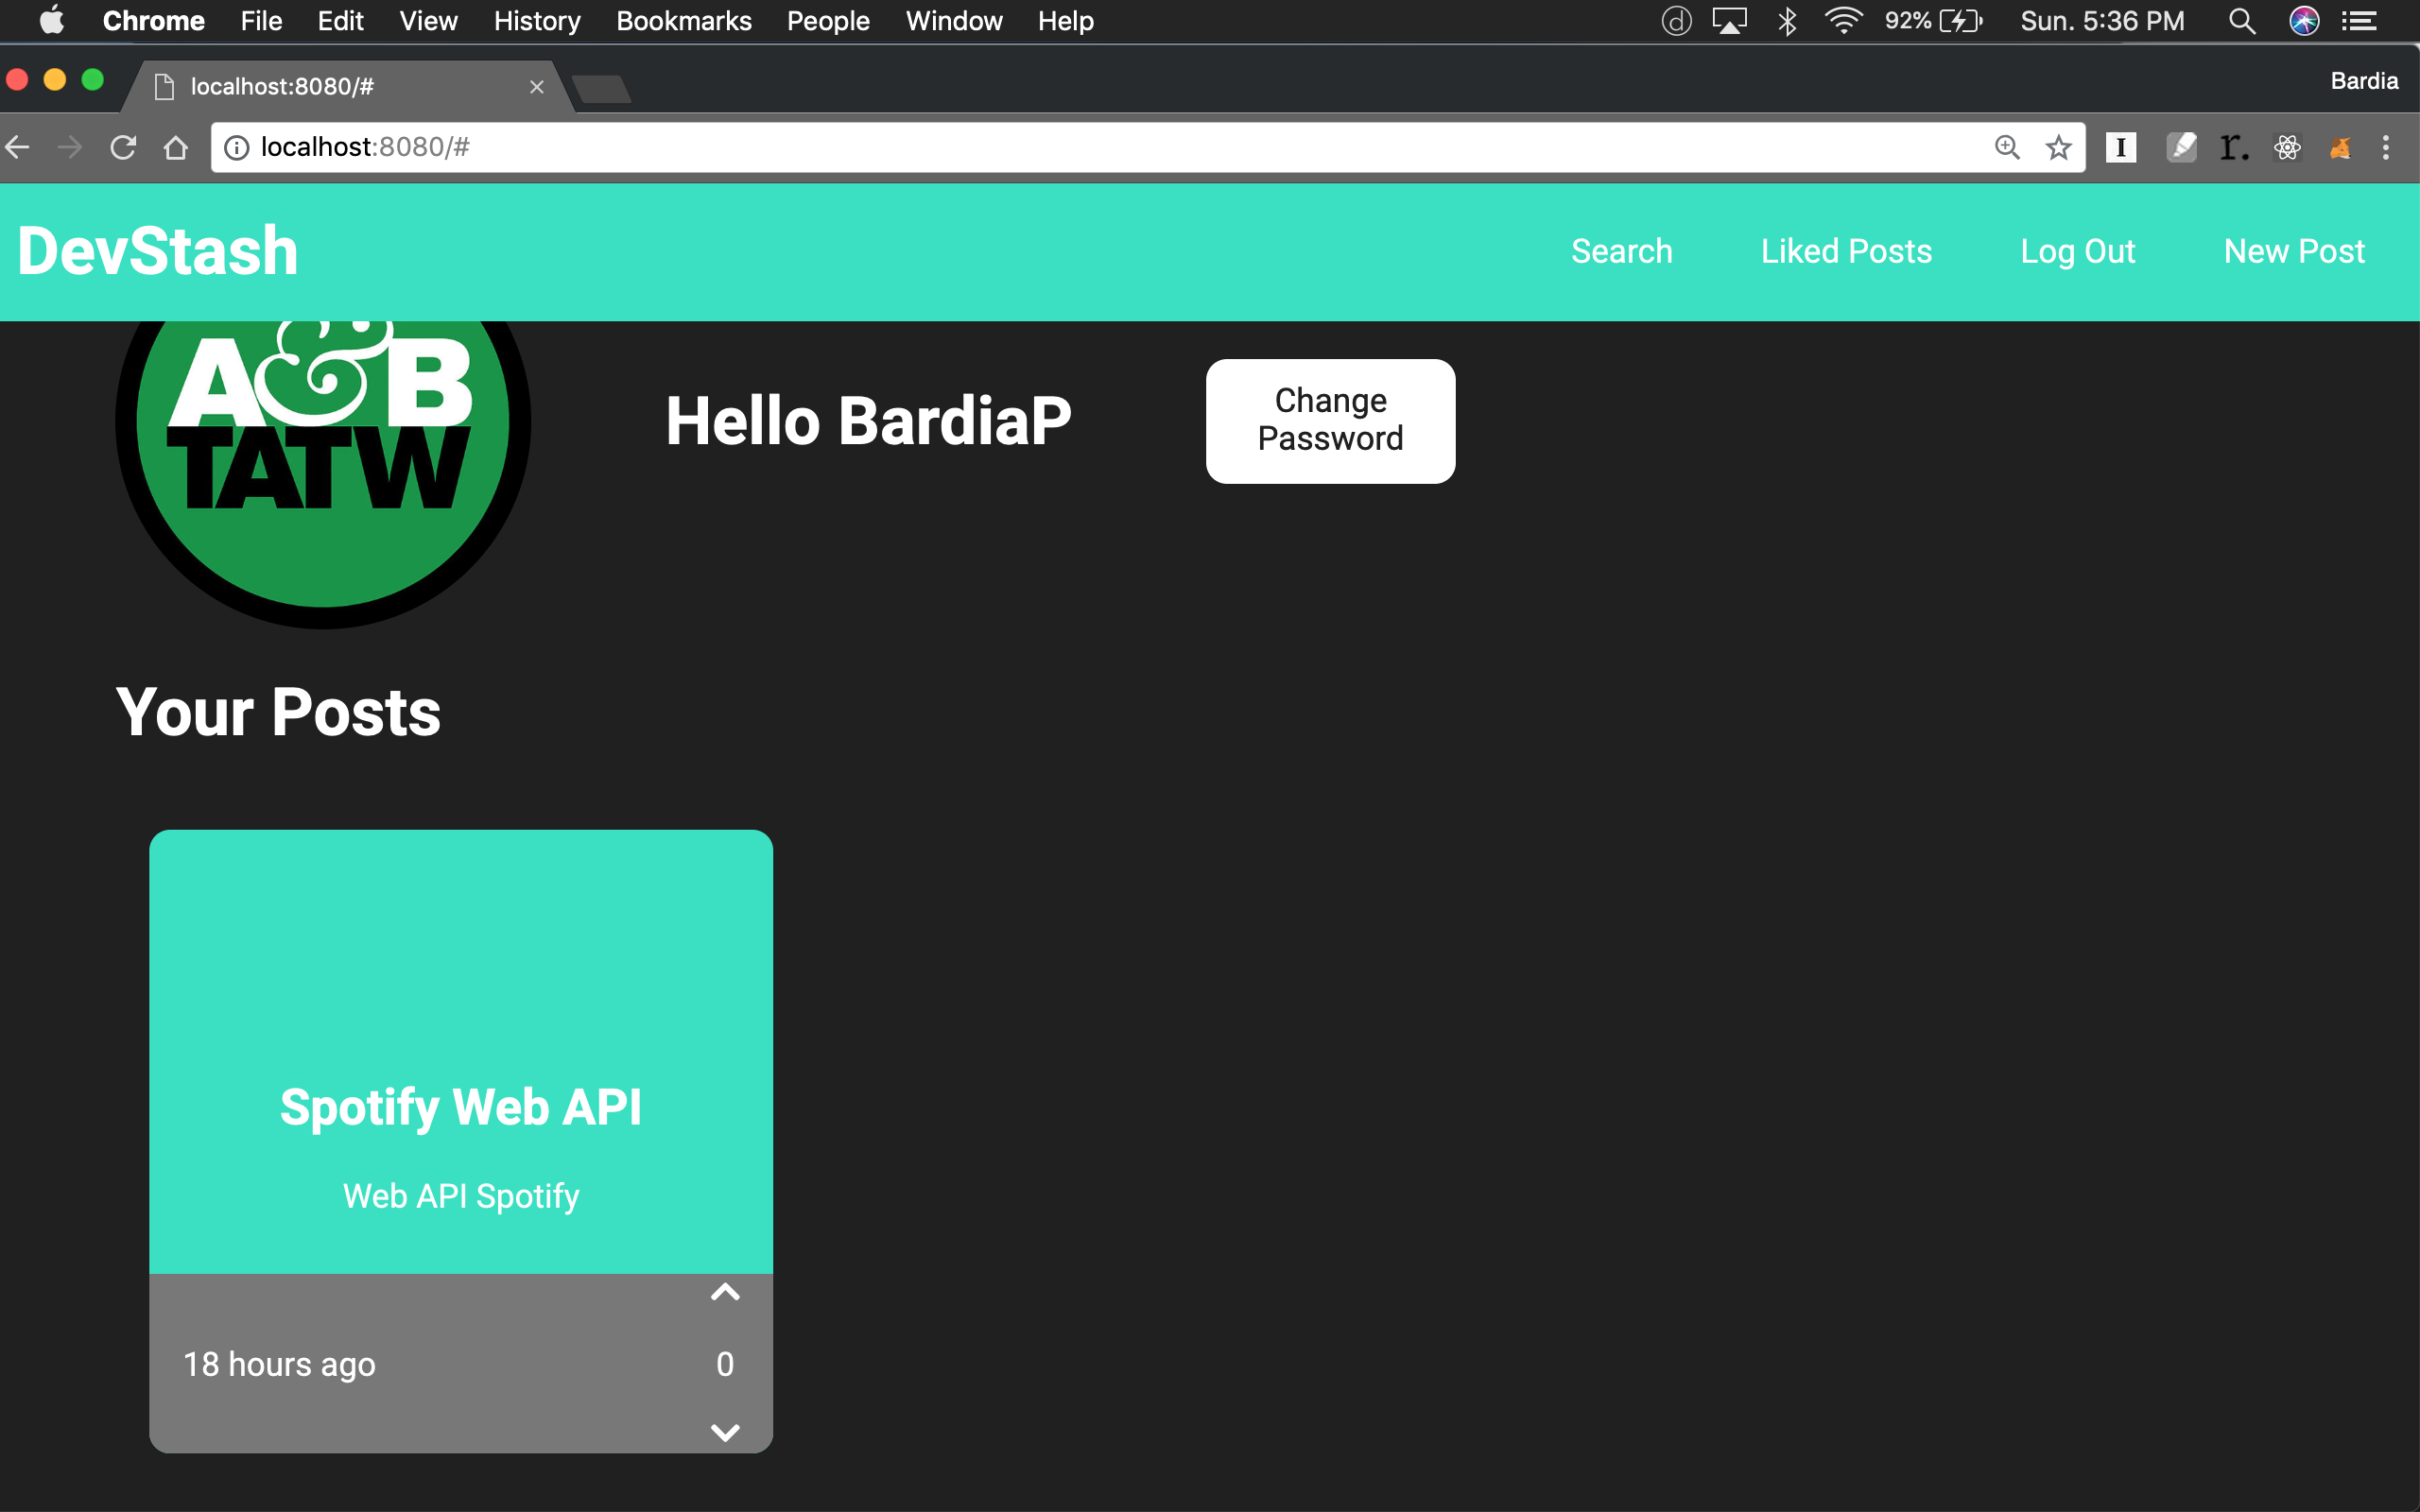 Chrome File Edit View History Bookmarks People Window Help
d 92% Sun. 5:36 PM
localhost:8080/#
Bardia
localhost:8080/#
I r.
DevStash
Search Liked Posts Log Out New Post
A&B
TATW
Hello BardiaP
Change
Password
Your Posts
Spotify Web API
Web API Spotify
18 hours ago
0